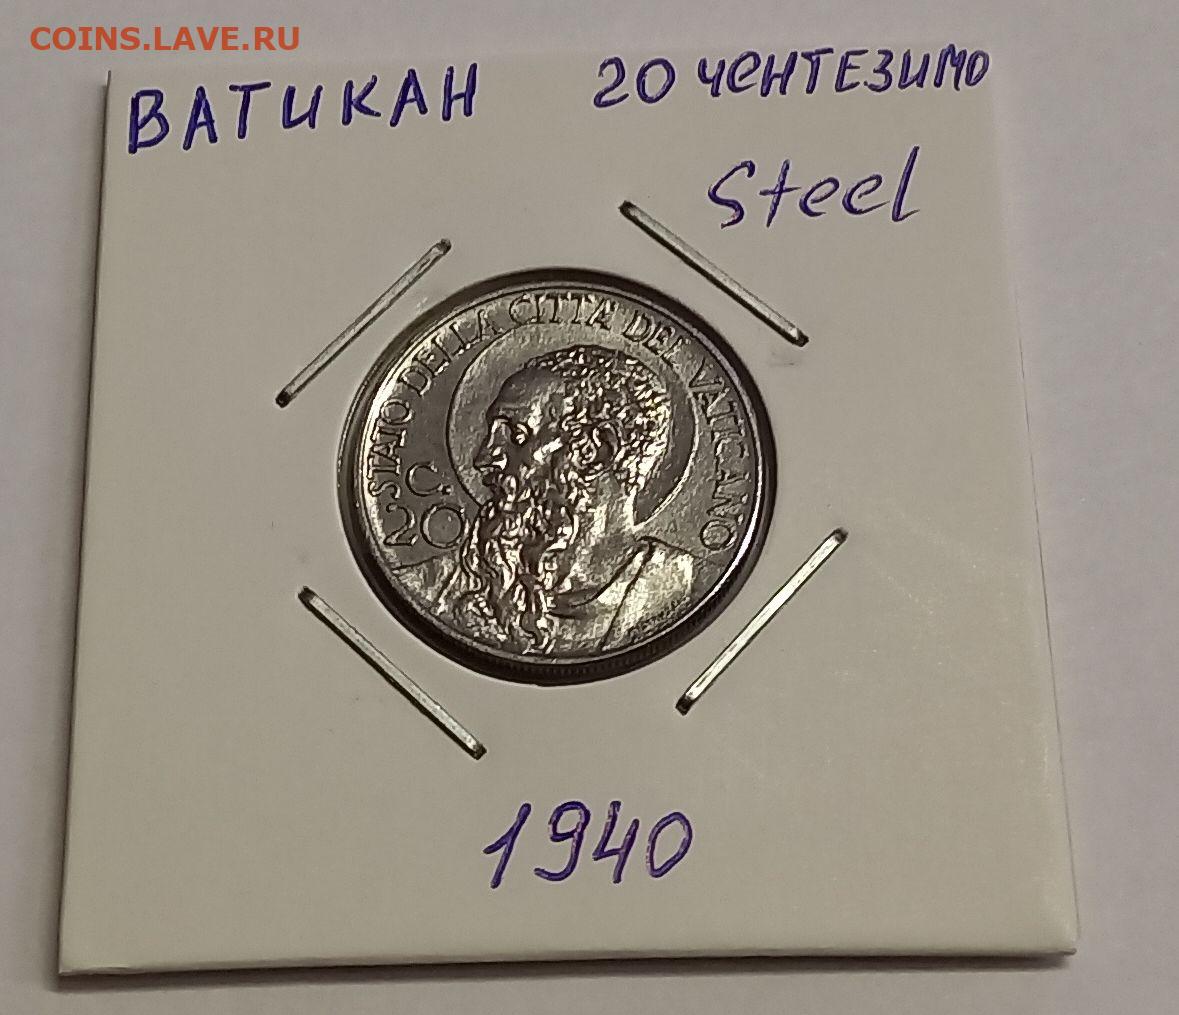 COINS.LAVE.RU
ВАТИКАН 20 ЧЕНТЕЗИМО
Steel
STATO DELLA CITTA' DEL VATICANO
C
20
1940